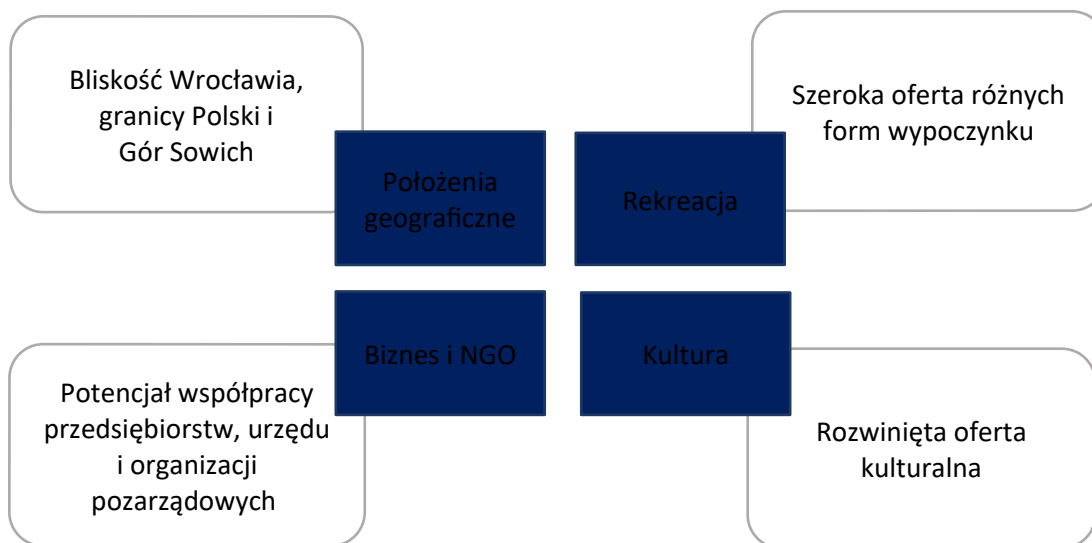 Bliskość Wrocławia,
granicy Polski i
Gór Sowich
Położenia
geograficzne
Rekreacja
Szeroka oferta różnych
form wypoczynku
Potencjał współpracy
przedsiębiorstw, urzędu
i organizacji
pozarządowych
Biznes i NGO
Kultura
Rozwinięta oferta
kulturalna